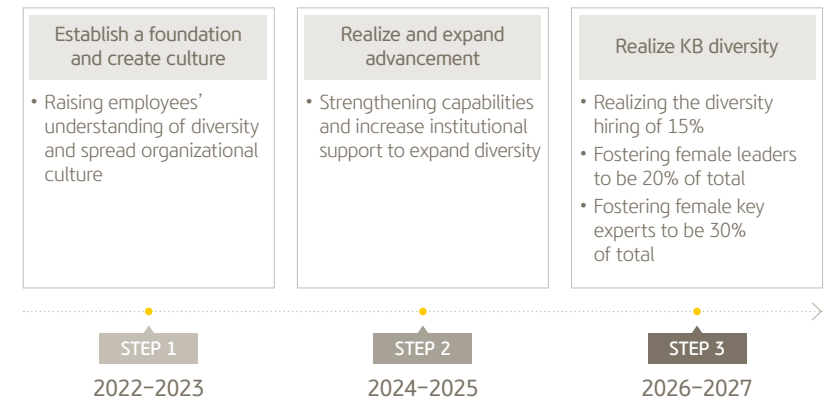 Establish a foundation
and create culture
• Raising employees'
understanding of diversity
and spread organizational
culture
Realize and expand
advancement
• Strengthening capabilities
and increase institutional
support to expand diversity
Realize KB diversity
• Realizing the diversity
hiring of 15%
• Fostering female leaders
to be 20% of total
• Fostering female key
experts to be 30%
of total
STEP 1
STEP 2
STEP 3
2022–2023
2024–2025
2026–2027